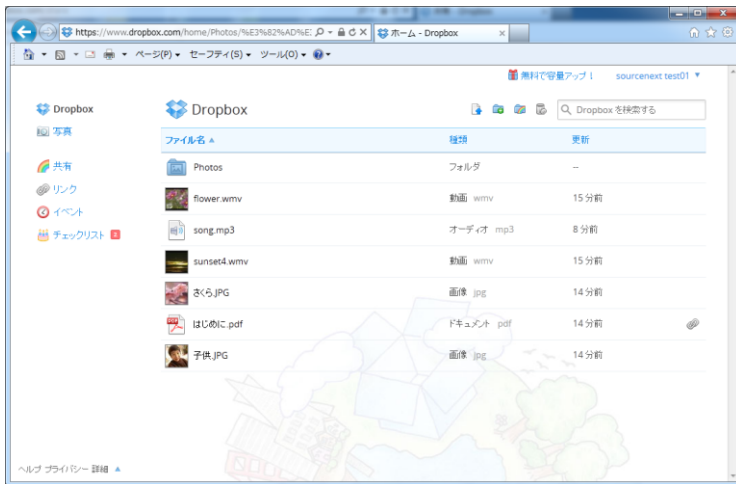 https://www.dropbox.com/home/Photos/%E3%82%AD%E:
ホーム - Dropbox
ページ(P) セーフティ(S) ツール(O)
無料で容量アップ！ sourcenext test01
Dropbox
写真
共有
リンク
イベント
チェックリスト
Dropbox
Dropbox を検索する
ファイル名 ▲ 種類 更新
Photos フォルダ --
flower.wmv 動画 wmv 15 分前
song.mp3 オーディオ mp3 8 分前
sunset4.wmv 動画 wmv 15 分前
さくら.JPG 画像 jpg 14 分前
はじめに.pdf ドキュメント pdf 14 分前
子供.JPG 画像 jpg 14 分前
ヘルプ プライバシー 詳細 ▲